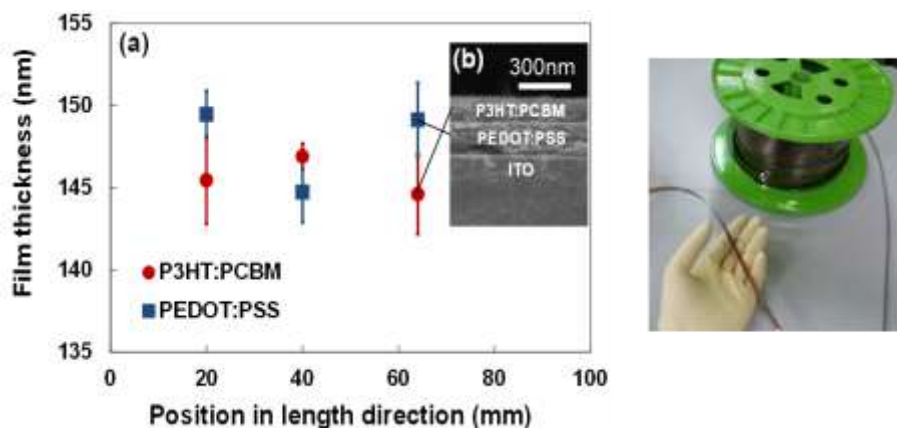 155
(a)
(b)
300nm
P3HT:PCBM
PEDOT:PSS
ITO
150
145
140
135
Film thickness (nm)
P3HT:PCBM
PEDOT:PSS
0 20 40 60 80 100
Position in length direction (mm)